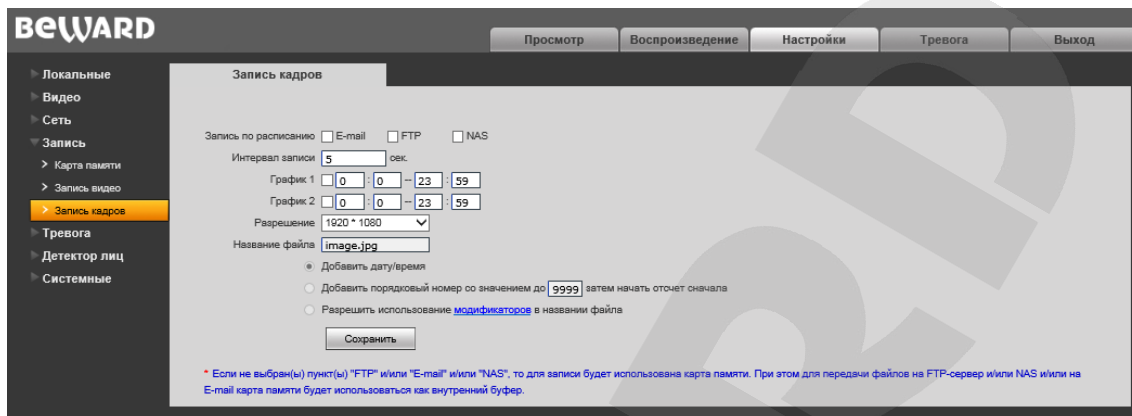 BEWARD
Просмотр Воспроизведение Настройки Тревога Выход
Локальные
Видео
Сеть
Запись
Карта памяти
Запись видео
Запись кадров
Тревога
Детектор лиц
Системные
Запись кадров
Запись по расписанию E-mail FTP NAS
Интервал записи 5 сек.
График 1 0 : 0 -- 23 : 59
График 2 0 : 0 -- 23 : 59
Разрешение 1920 * 1080
Название файла image.jpg
Добавить дату/время
Добавить порядковый номер со значением до 9999 затем начать отсчет сначала
Разрешить использование модификаторов в названии файла
Сохранить
* Если не выбран(ы) пункт(ы) "FTP" и/или "E-mail" и/или "NAS", то для записи будет использована карта памяти. При этом для передачи файлов на FTP-сервер и/или NAS и/или на
E-mail карта памяти будет использоваться как внутренний буфер.